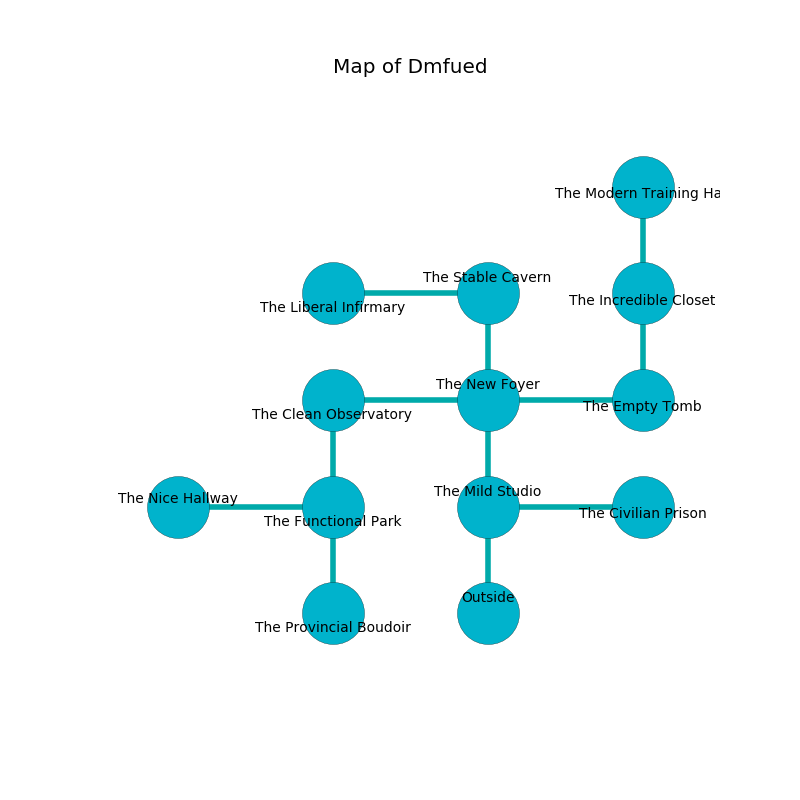 Map of Dmfued
The Modern Training Ha
The Stable Cavern
The Liberal Infirmary
The Incredible Closet
The New Foyer
The Clean Observatory
The Empty Tomb
The Nice Hallway
The Mild Studio
The Functional Park
The Civilian Prison
Outside
The Provincial Boudoir